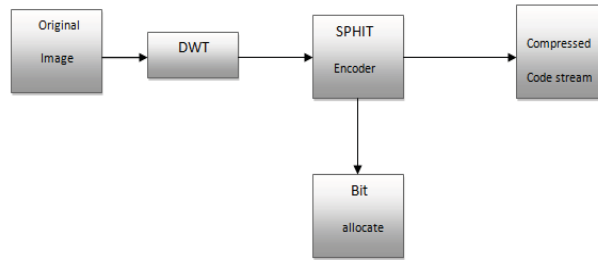 Original
Image
DWT
SPHIT
Encoder
Compressed
Code stream
Bit
allocate